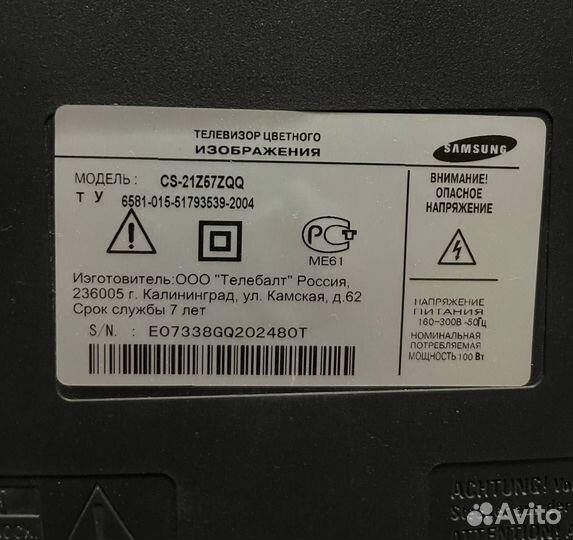 ТЕЛЕВИЗОР ЦВЕТНОГО
ИЗОБРАЖЕНИЯ
SAMSUNG
МОДЕЛЬ : CS-21Z57ZQQ
Т У 6581-015-51793539-2004
ВНИМАНИЕ!
ОПАСНОЕ
НАПРЯЖЕНИЕ
РСТ
МЕ61
Изготовитель:ООО "Телебалт" Россия,
236005 г. Калининград, ул. Камская, д.62
Срок службы 7 лет
S/N. : E07338GQ202480T
НАПРЯЖЕНИЕ
ПИТАНИЯ
160-300В ~50Гц
НОМИНАЛЬНАЯ
ПОТРЕБЛЯЕМАЯ
МОЩНОСТЬ 100 Вт
ACHTUNG!
Avito